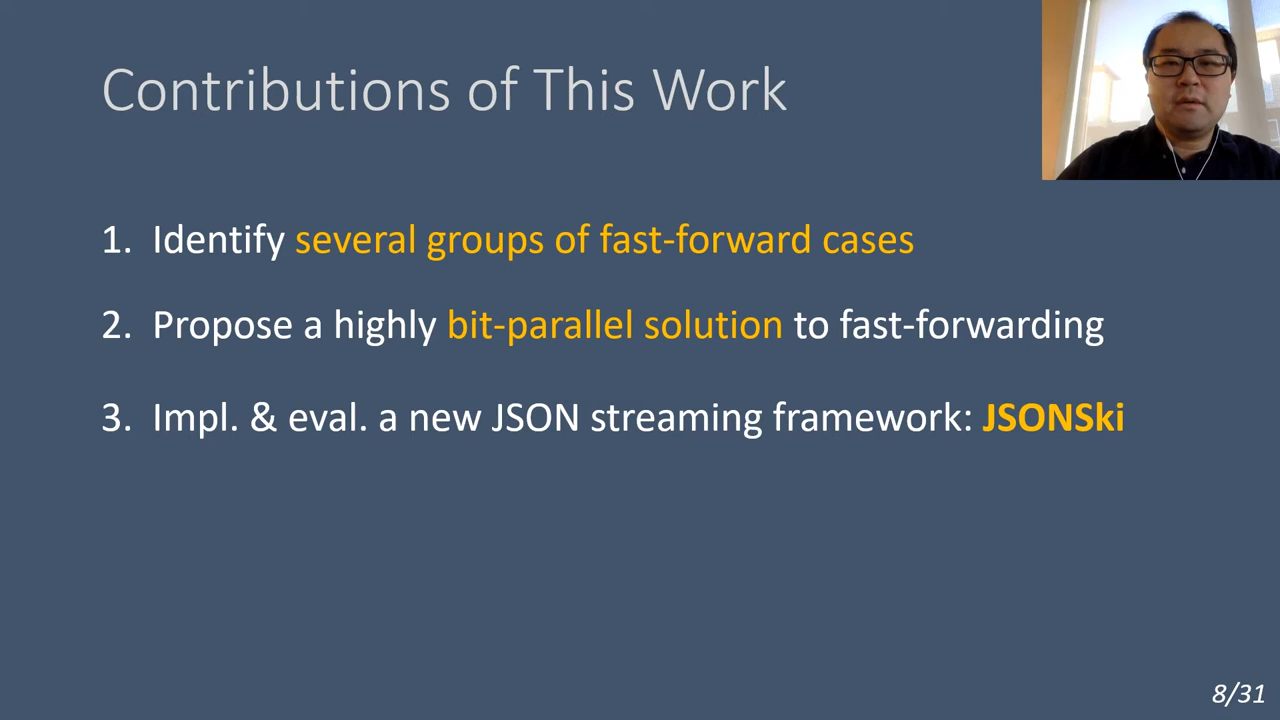 Contributions of This Work
1. Identify several groups of fast-forward cases
2. Propose a highly bit-parallel solution to fast-forwarding
3. Impl. & eval. a new JSON streaming framework: JSONSki
8/31